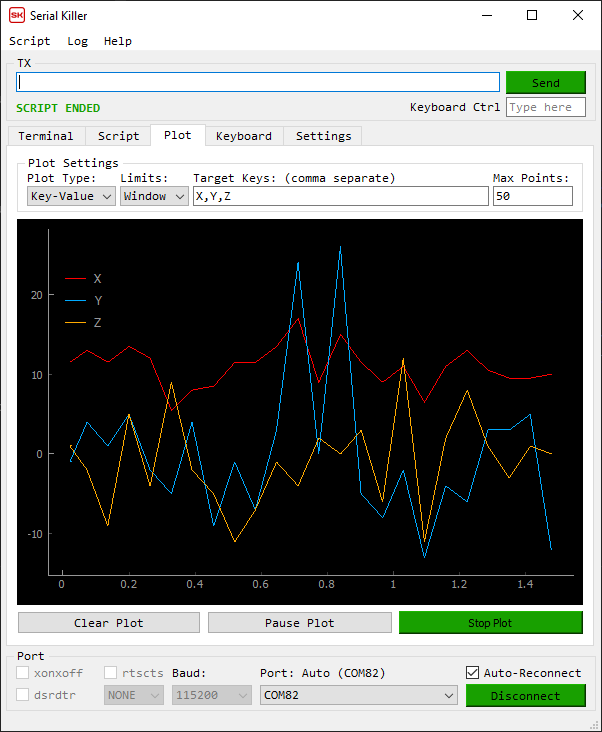 SK Serial Killer
Script Log Help
TX
Send
SCRIPT ENDED
Keyboard Ctrl Type here
Terminal Script Plot Keyboard Settings
Plot Settings
Plot Type: Limits: Target Keys: (comma separate) Max Points:
Key-Value Window X,Y,Z 50
X
20
Y
Z
10
0
-10
0 0.2 0.4 0.6 0.8 1 1.2 1.4
Clear Plot Pause Plot Stop Plot
Port
xonxoff rtscts Baud: Port: Auto (COM82) Auto-Reconnect
dsrdtr NONE 115200 COM82 Disconnect